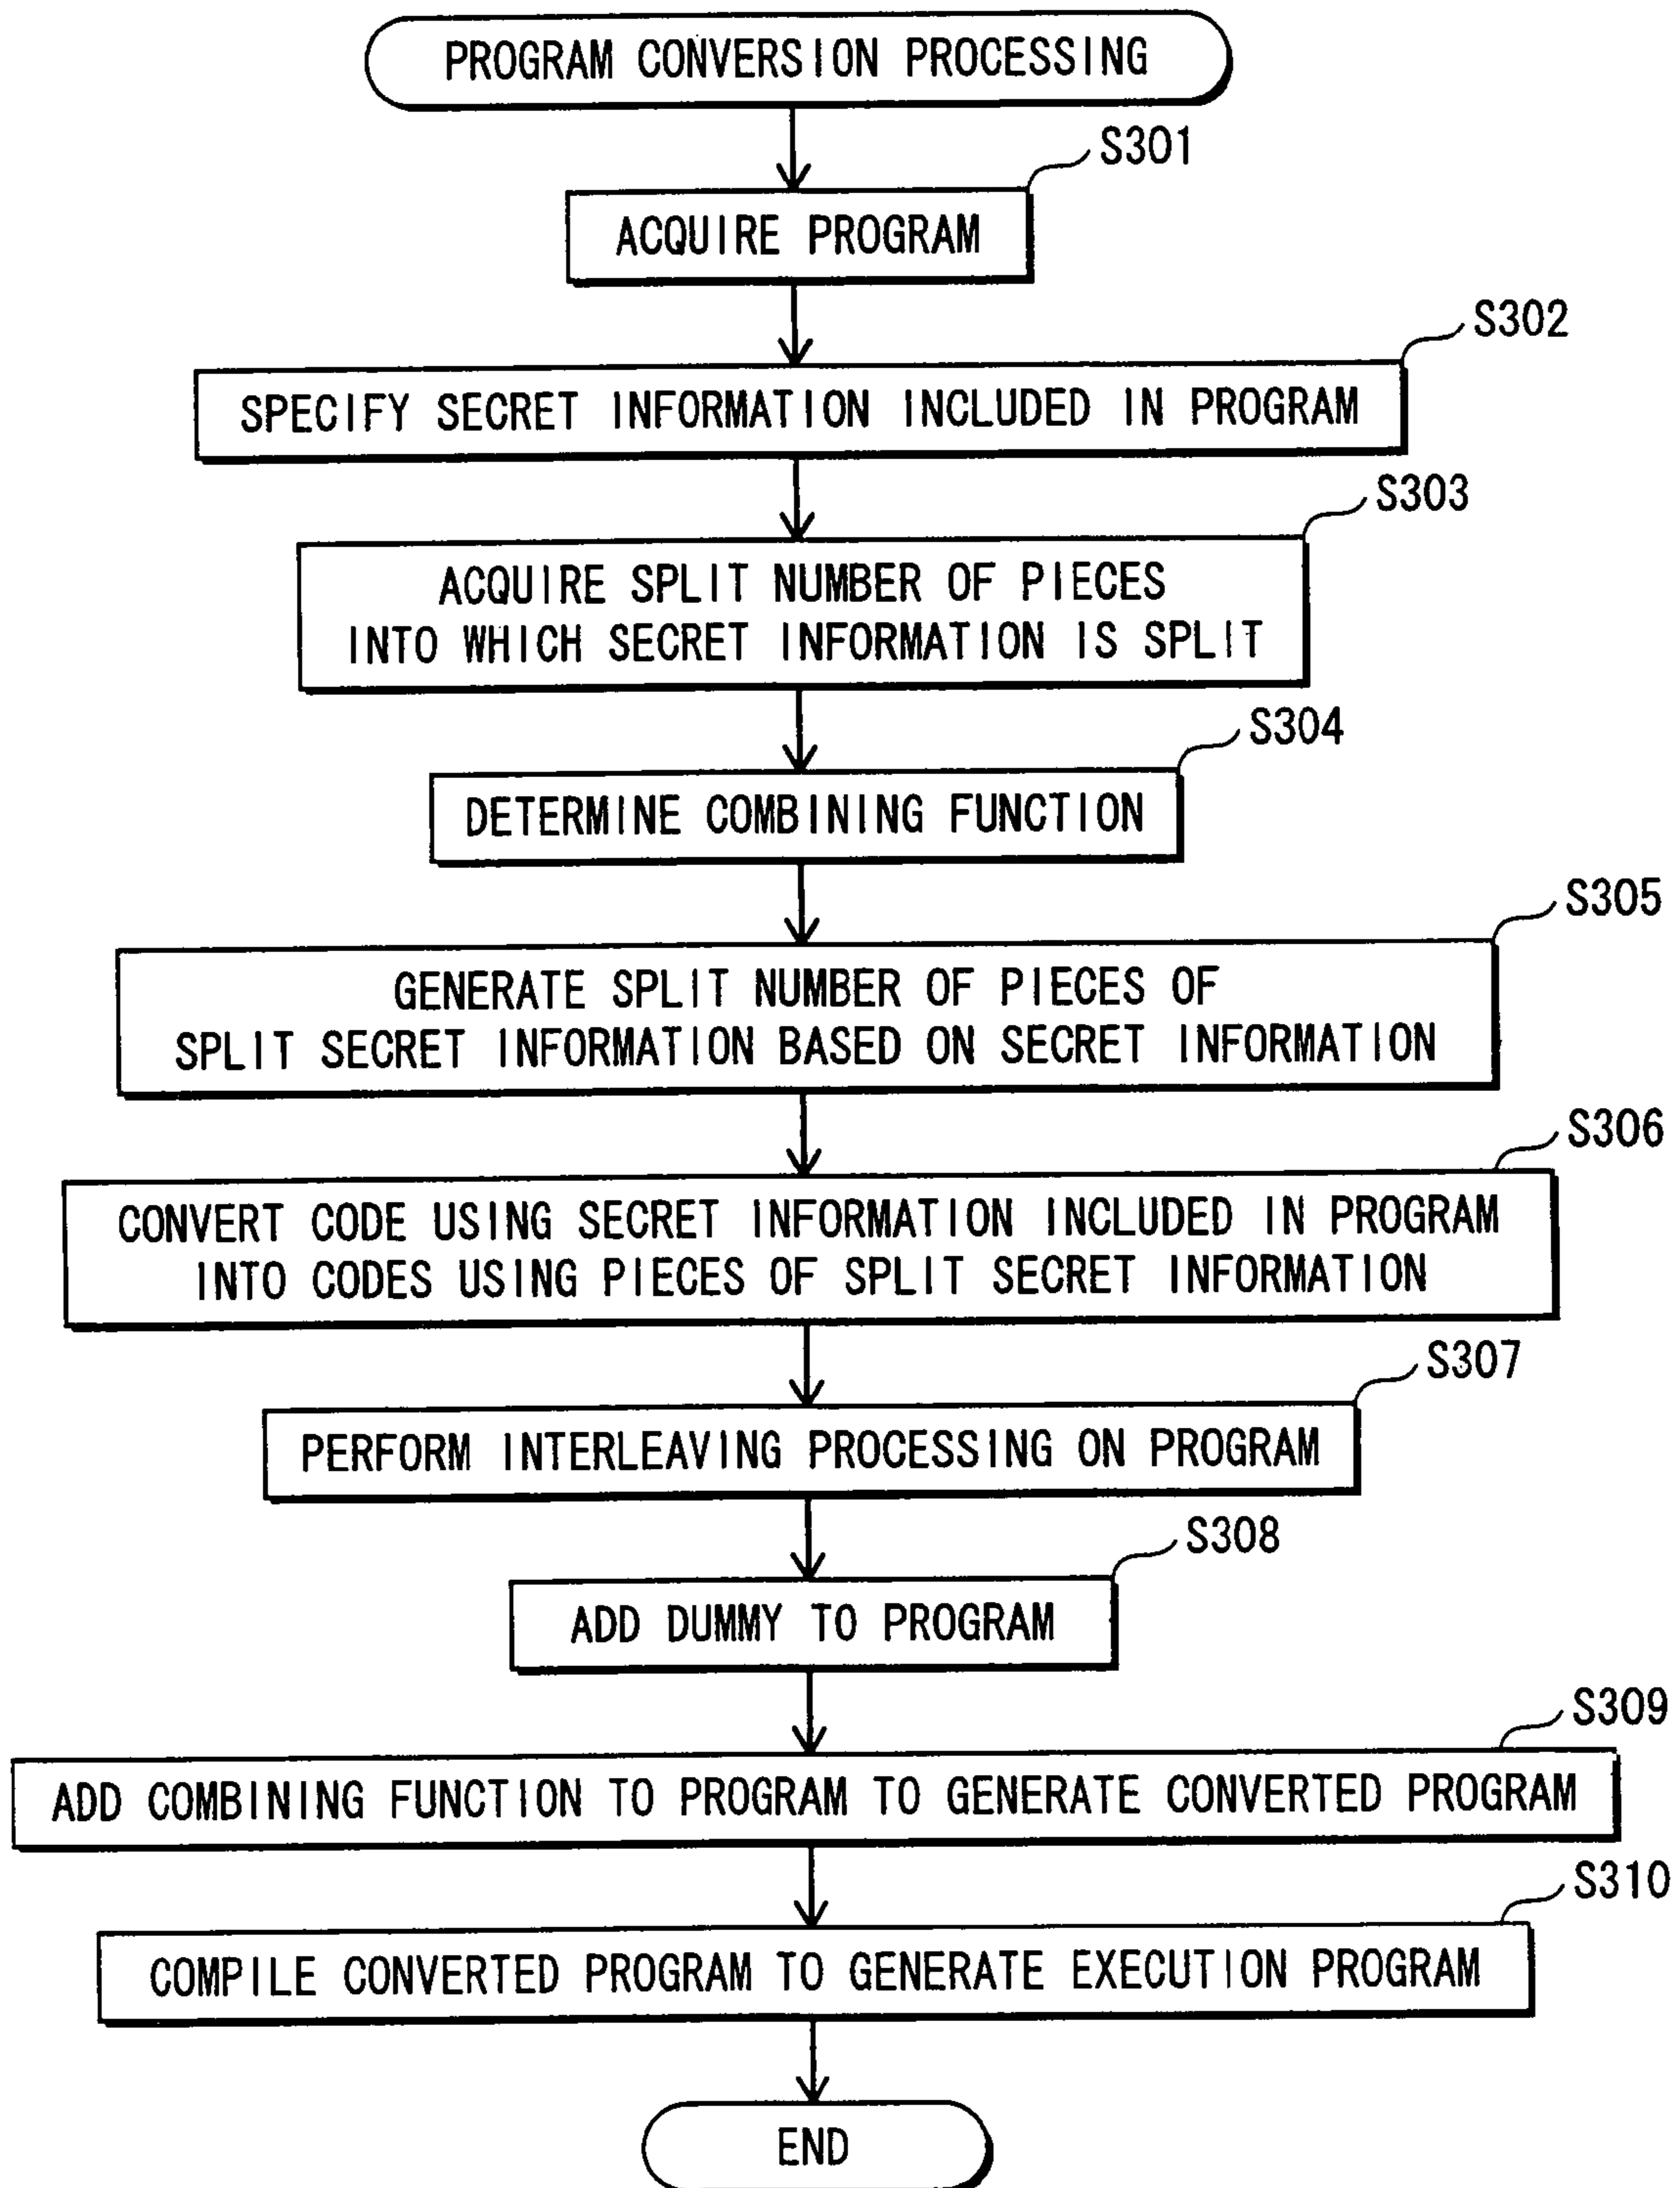 PROGRAM CONVERSION PROCESSING
S301
ACQUIRE PROGRAM
S302
SPECIFY SECRET INFORMATION INCLUDED IN PROGRAM
S303
ACQUIRE SPLIT NUMBER OF PIECES
INTO WHICH SECRET INFORMATION IS SPLIT
S304
DETERMINE COMBINING FUNCTION
S305
GENERATE SPLIT NUMBER OF PIECES OF
SPLIT SECRET INFORMATION BASED ON SECRET INFORMATION
S306
CONVERT CODE USING SECRET INFORMATION INCLUDED IN PROGRAM
INTO CODES USING PIECES OF SPLIT SECRET INFORMATION
S307
PERFORM INTERLEAVING PROCESSING ON PROGRAM
S308
ADD DUMMY TO PROGRAM
S309
ADD COMBINING FUNCTION TO PROGRAM TO GENERATE CONVERTED PROGRAM
S310
COMPILE CONVERTED PROGRAM TO GENERATE EXECUTION PROGRAM
END